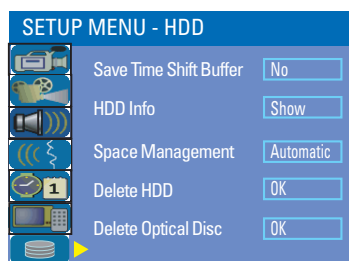 SETUP MENU - HDD
Save Time Shift Buffer No
HDD Info Show
Space Management Automatic
Delete HDD OK
1
Delete Optical Disc OK